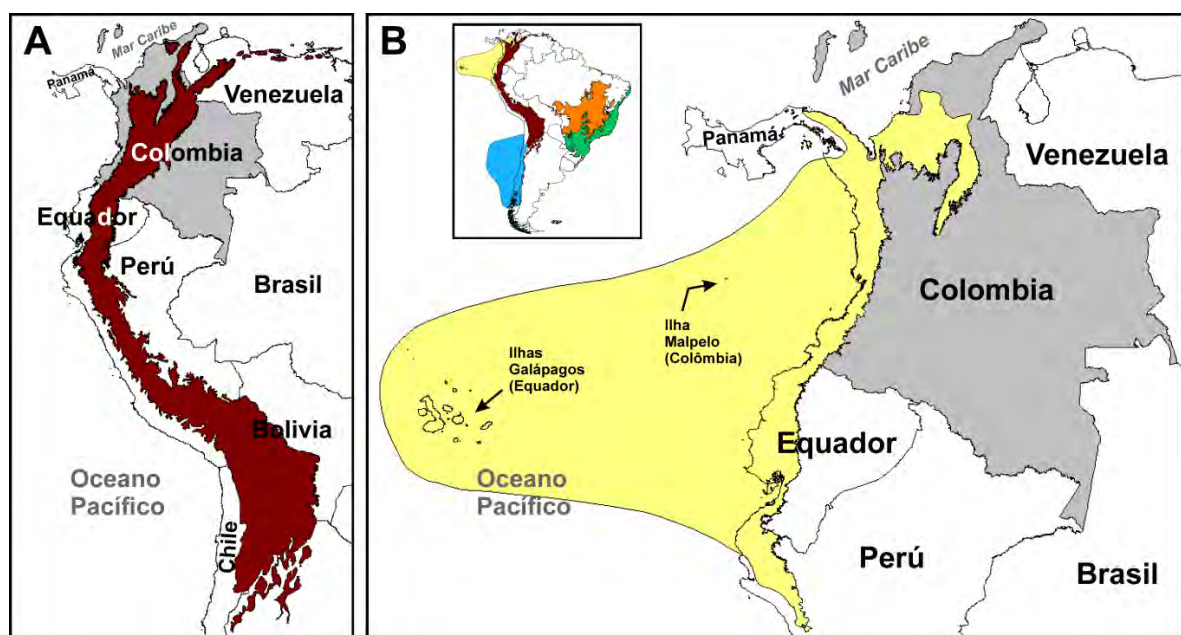 A
Mar Caribe
Panamá
Venezuela
Colombia
Equador
Perú
Brasil
Bolivia
Oceano
Pacífico
Chile
B
Mar Caribe
Panamá
Venezuela
Colombia
Ilha
Malpelo
(Colômbia)
Ilhas
Galápagos
(Equador)
Equador
Oceano
Pacífico
Perú
Brasil